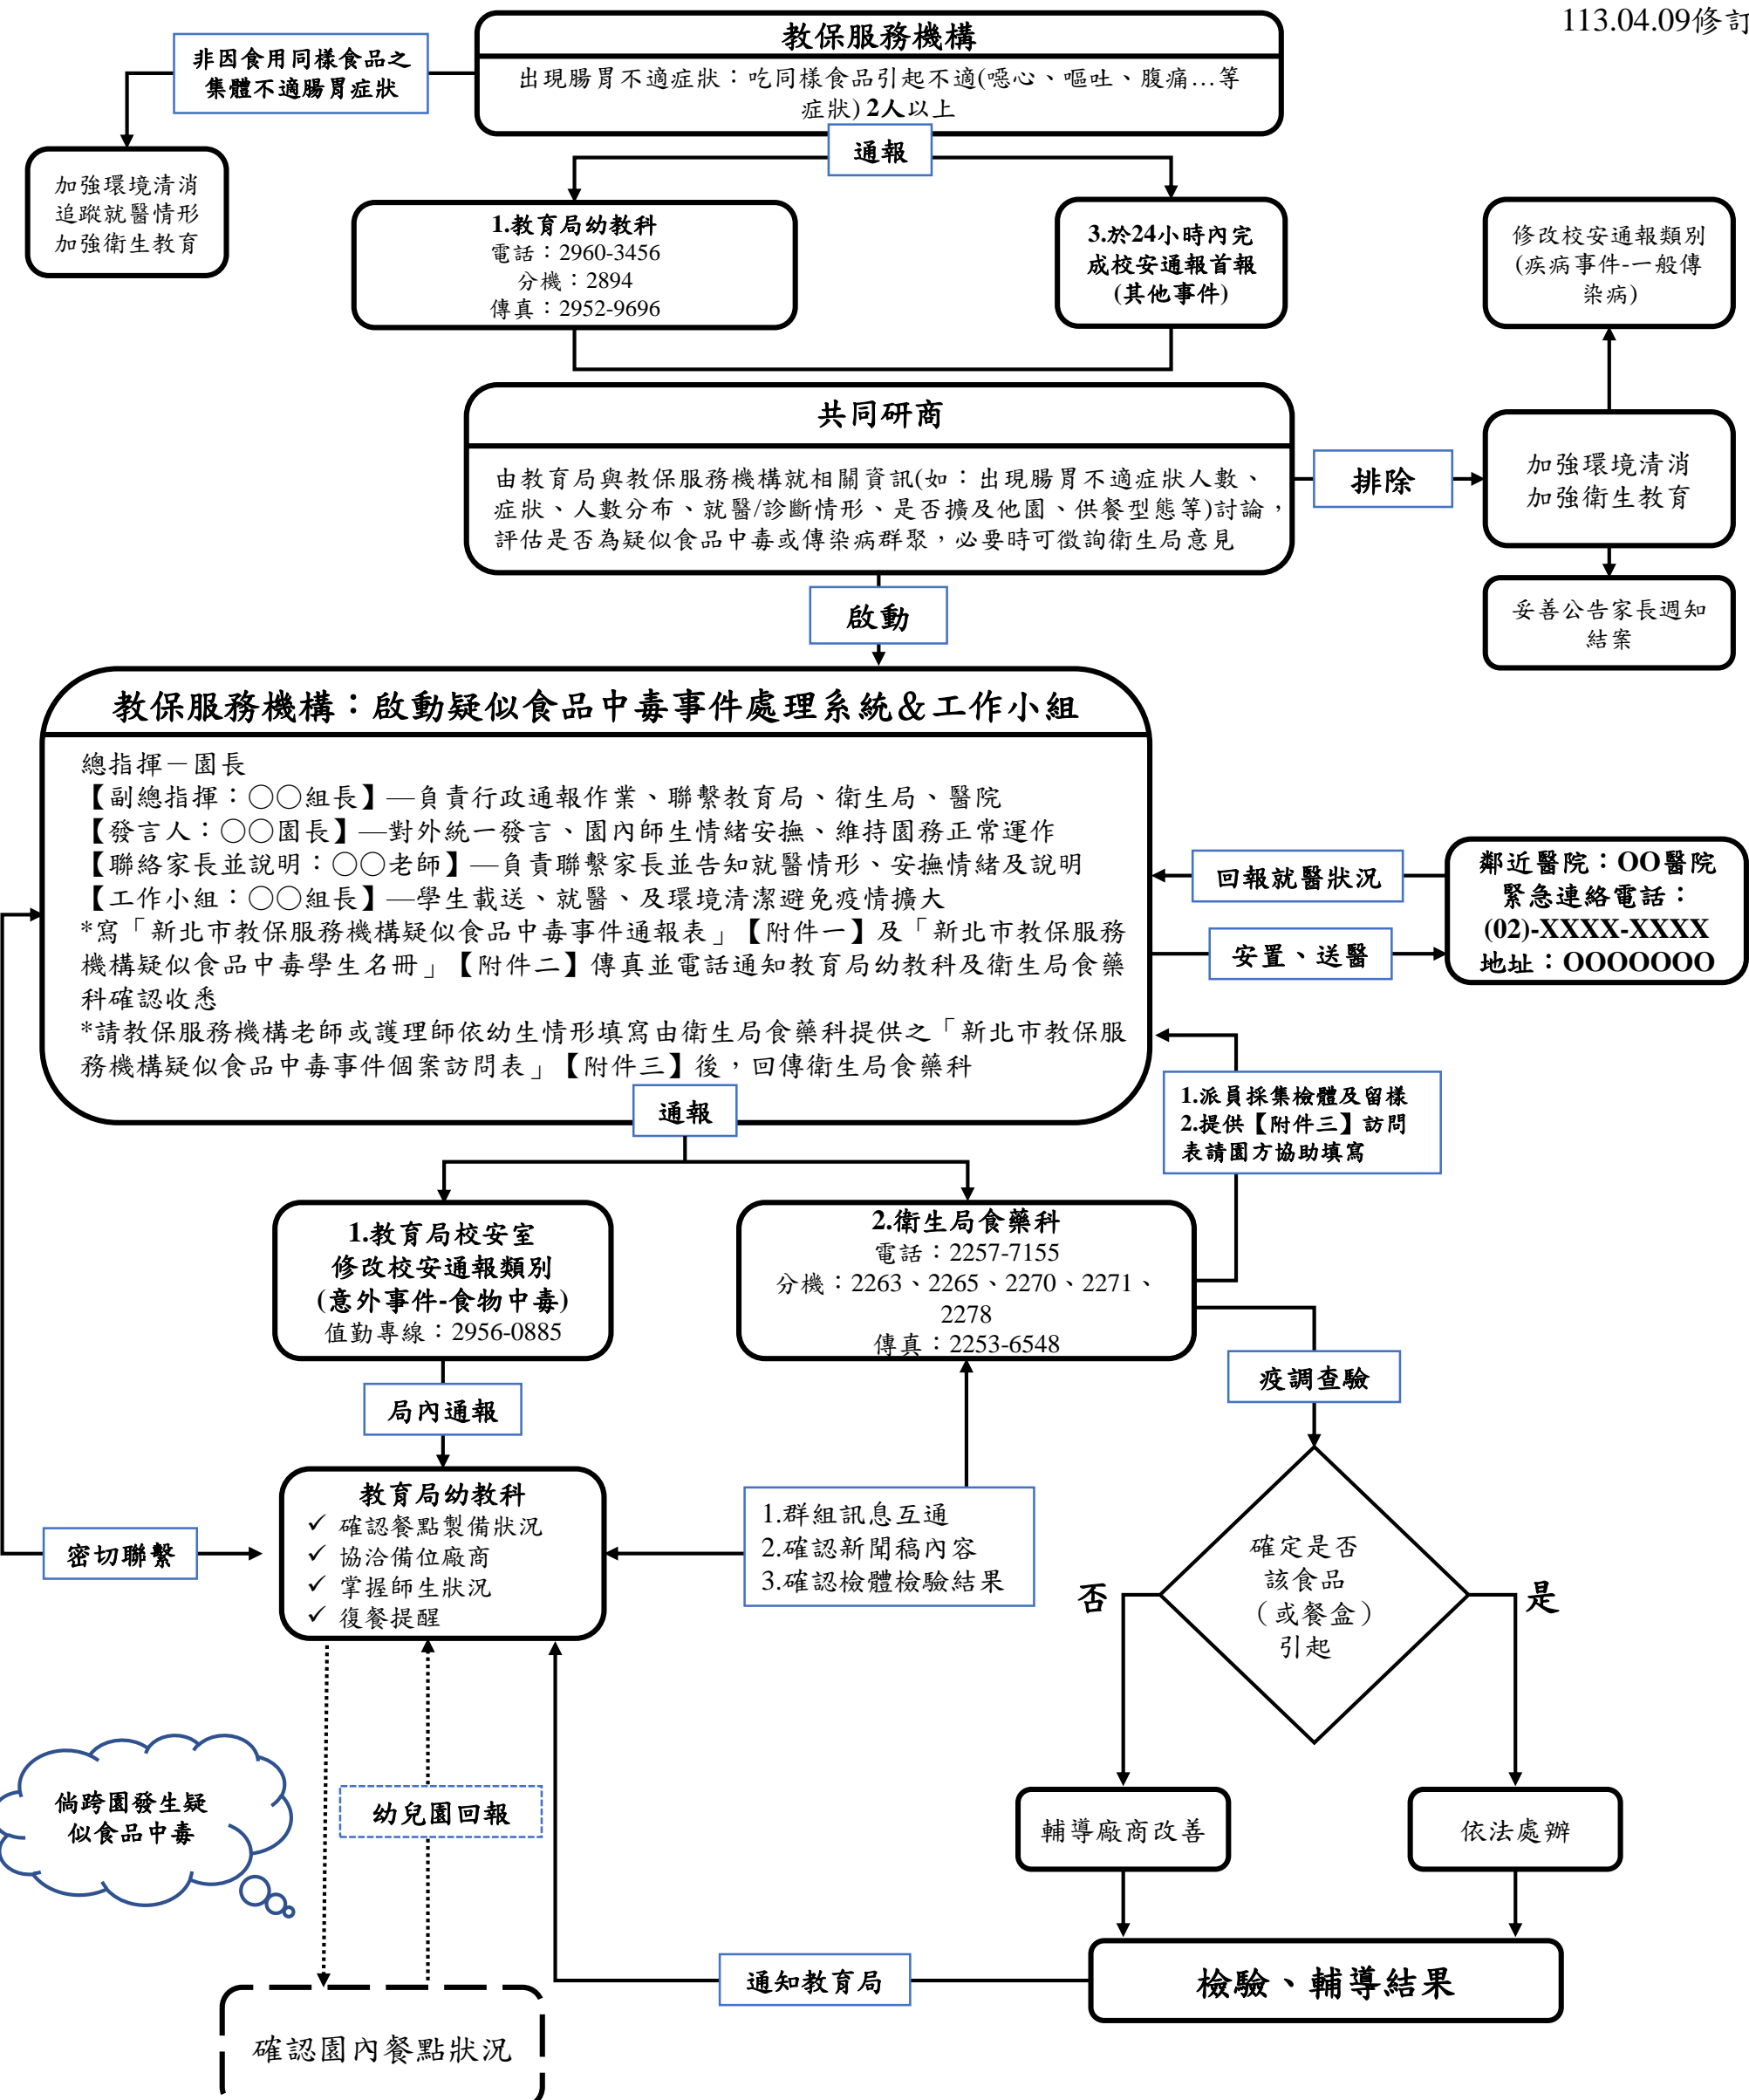 113.04.09修訂
教保服務機構
出現腸胃不適症狀：吃同樣食品引起不適(噁心、嘔吐、腹痛…等
症狀) 2人以上
非因食用同樣食品之
集體不適腸胃症狀
通報
加強環境清消
追蹤就醫情形
加強衛生教育
1.教育局幼教科
電話：2960-3456
分機：2894
傳真：2952-9696
3.於24小時內完
成校安通報首報
(其他事件)
修改校安通報類別
(疾病事件-一般傳
染病)
共同研商
由教育局與教保服務機構就相關資訊(如：出現腸胃不適症狀人數、
症狀、人數分布、就醫/診斷情形、是否擴及他園、供餐型態等)討論，
評估是否為疑似食品中毒或傳染病群聚，必要時可徵詢衛生局意見
排除
加強環境清消
加強衛生教育
妥善公告家長週知
結案
啟動
教保服務機構：啟動疑似食品中毒事件處理系統&工作小組
總指揮－園長
【副總指揮：○○組長】—負責行政通報作業、聯繫教育局、衛生局、醫院
【發言人：○○園長】—對外統一發言、園內師生情緒安撫、維持園務正常運作
【聯絡家長並說明：○○老師】—負責聯繫家長並告知就醫情形、安撫情緒及說明
【工作小組：○○組長】—學生載送、就醫、及環境清潔避免疫情擴大
*寫「新北市教保服務機構疑似食品中毒事件通報表」【附件一】及「新北市教保服務
機構疑似食品中毒學生名冊」【附件二】傳真並電話通知教育局幼教科及衛生局食藥
科確認收悉
*請教保服務機構老師或護理師依幼生情形填寫由衛生局食藥科提供之「新北市教保服
務機構疑似食品中毒事件個案訪問表」【附件三】後，回傳衛生局食藥科
回報就醫狀況
安置、送醫
鄰近醫院：OO醫院
緊急連絡電話：
(02)-XXXX-XXXX
地址：OOOOOOO
通報
1.派員採集檢體及留樣
2.提供【附件三】訪問
表請園方協助填寫
1.教育局校安室
修改校安通報類別
(意外事件-食物中毒)
值勤專線：2956-0885
2.衛生局食藥科
電話：2257-7155
分機：2263、2265、2270、2271、
2278
傳真：2253-6548
局內通報
疫調查驗
教育局幼教科
✓ 確認餐點製備狀況
✓ 協洽備位廠商
✓ 掌握師生狀況
✓ 復餐提醒
密切聯繫
1.群組訊息互通
2.確認新聞稿內容
3.確認檢體檢驗結果
確定是否
該食品
（或餐盒）
引起
否
是
倘跨園發生疑
似食品中毒
幼兒園回報
輔導廠商改善
依法處辦
通知教育局
檢驗、輔導結果
確認園內餐點狀況